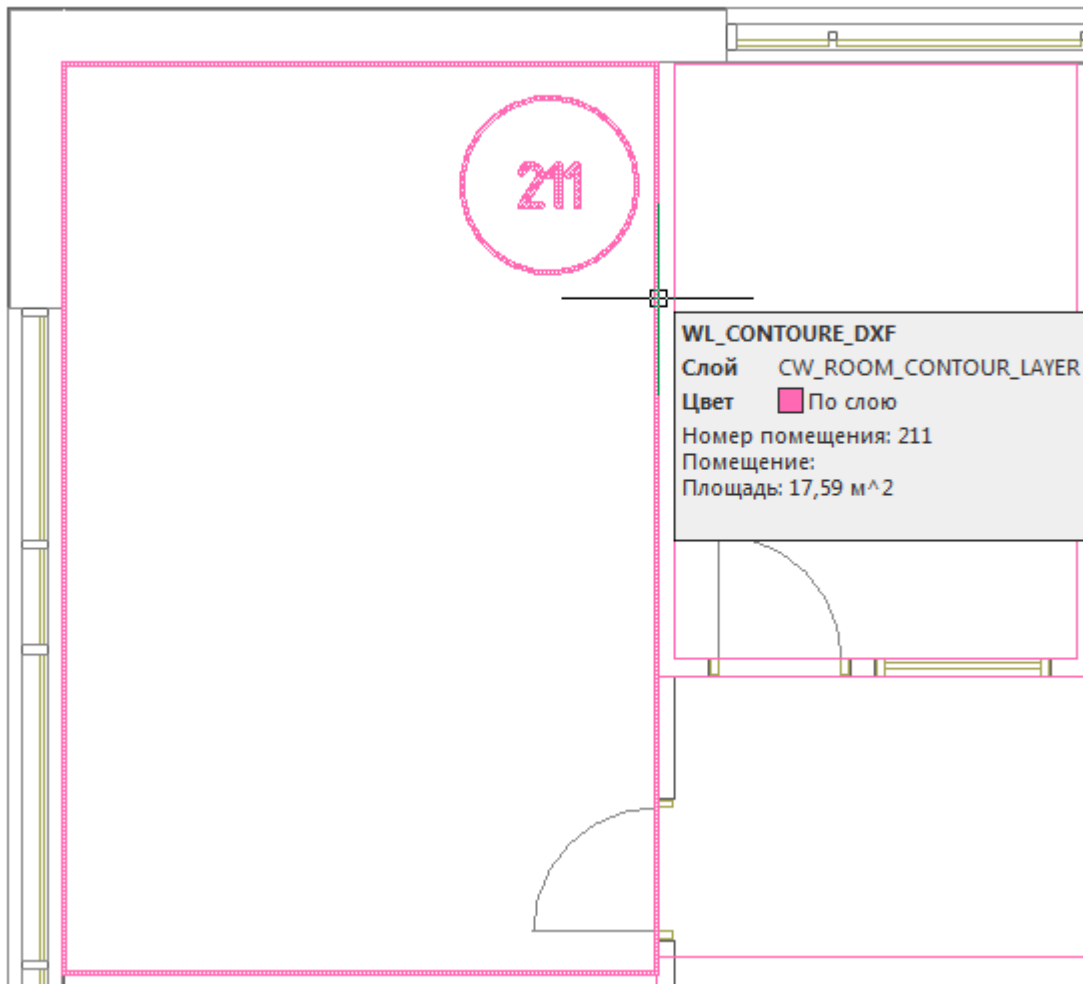 211
WL_CONTOURE_DXF
Слой CW_ROOM_CONTOUR_LAYER
Цвет По слою
Номер помещения: 211
Помещение:
Площадь: 17,59 м^2